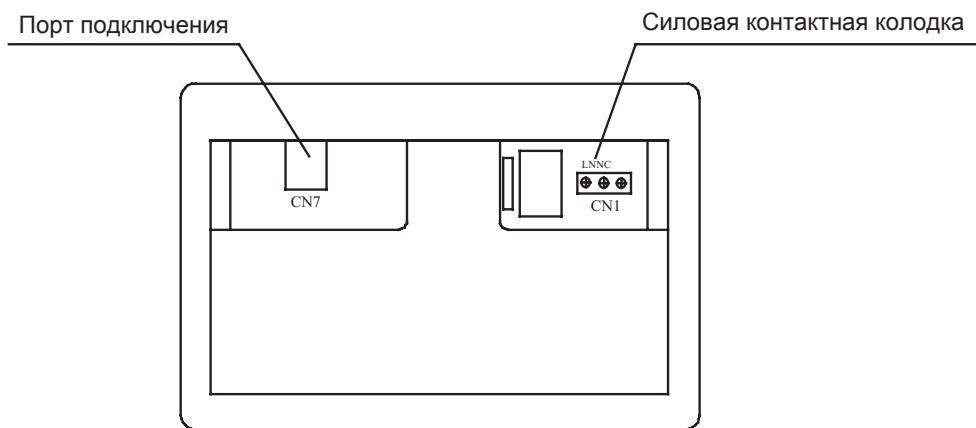 Порт подключения
Силовая контактная колодка
LNNC
CN7
CN1